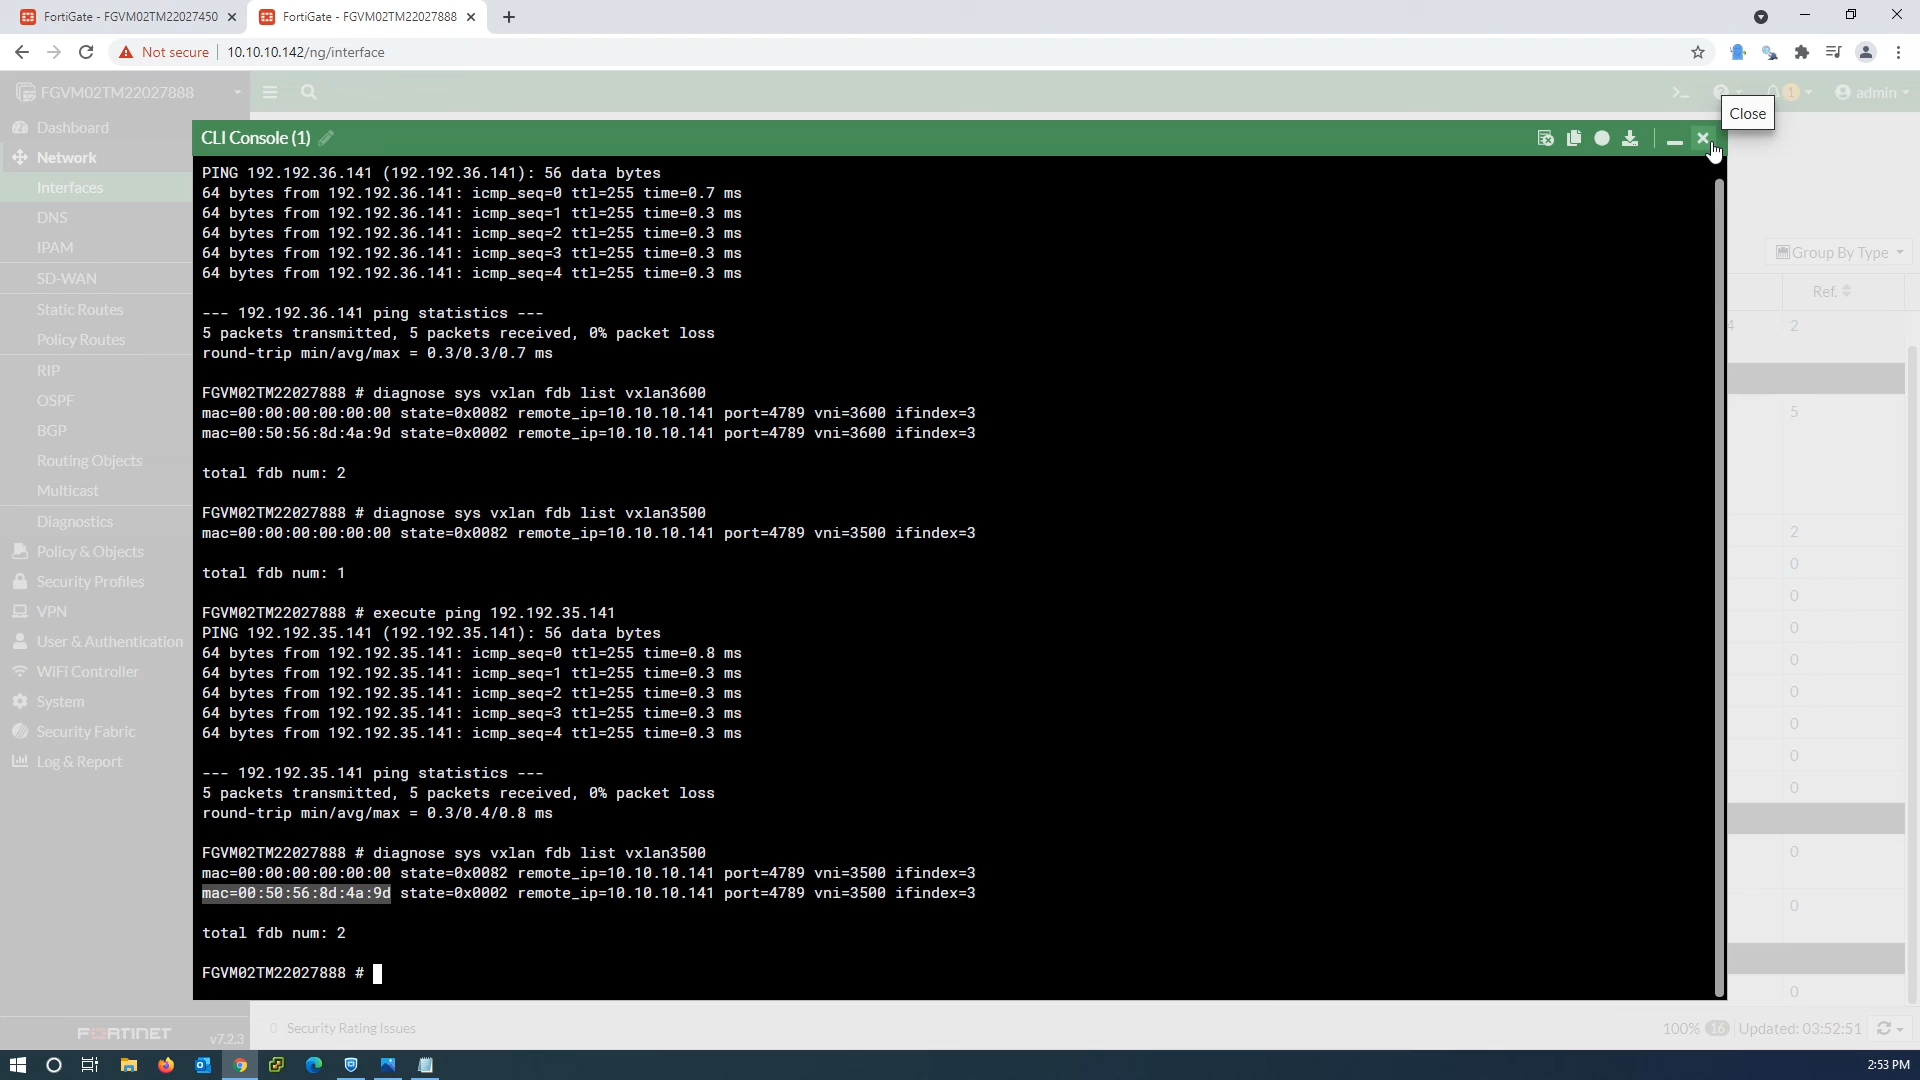 FortiGate - FGVM02TM22027450
FortiGate - FGVM02TM22027888
Not secure
10.10.10.142/ng/interface
FGVM02TM22027888
1
admin
Close
Dashboard
Network
Interfaces
DNS
IPAM
SD-WAN
Static Routes
Policy Routes
RIP
OSPF
BGP
Routing Objects
Multicast
Diagnostics
Policy & Objects
Security Profiles
VPN
User & Authentication
WiFi Controller
System
Security Fabric
Log & Report
FORTINET
v7.2.3
CLI Console (1)
PING 192.192.36.141 (192.192.36.141): 56 data bytes
64 bytes from 192.192.36.141: icmp_seq=0 ttl=255 time=0.7 ms
64 bytes from 192.192.36.141: icmp_seq=1 ttl=255 time=0.3 ms
64 bytes from 192.192.36.141: icmp_seq=2 ttl=255 time=0.3 ms
64 bytes from 192.192.36.141: icmp_seq=3 ttl=255 time=0.3 ms
64 bytes from 192.192.36.141: icmp_seq=4 ttl=255 time=0.3 ms
--- 192.192.36.141 ping statistics ---
5 packets transmitted, 5 packets received, 0% packet loss
round-trip min/avg/max = 0.3/0.3/0.7 ms
FGVM02TM22027888 # diagnose sys vxlan fdb list vxlan3600
mac=00:00:00:00:00:00 state=0x0082 remote_ip=10.10.10.141 port=4789 vni=3600 ifindex=3
mac=00:50:56:8d:4a:9d state=0x0002 remote_ip=10.10.10.141 port=4789 vni=3600 ifindex=3
total fdb num: 2
FGVM02TM22027888 # diagnose sys vxlan fdb list vxlan3500
mac=00:00:00:00:00:00 state=0x0082 remote_ip=10.10.10.141 port=4789 vni=3500 ifindex=3
total fdb num: 1
FGVM02TM22027888 # execute ping 192.192.35.141
PING 192.192.35.141 (192.192.35.141): 56 data bytes
64 bytes from 192.192.35.141: icmp_seq=0 ttl=255 time=0.8 ms
64 bytes from 192.192.35.141: icmp_seq=1 ttl=255 time=0.3 ms
64 bytes from 192.192.35.141: icmp_seq=2 ttl=255 time=0.3 ms
64 bytes from 192.192.35.141: icmp_seq=3 ttl=255 time=0.3 ms
64 bytes from 192.192.35.141: icmp_seq=4 ttl=255 time=0.3 ms
--- 192.192.35.141 ping statistics ---
5 packets transmitted, 5 packets received, 0% packet loss
round-trip min/avg/max = 0.3/0.4/0.8 ms
FGVM02TM22027888 # diagnose sys vxlan fdb list vxlan3500
mac=00:00:00:00:00:00 state=0x0082 remote_ip=10.10.10.141 port=4789 vni=3500 ifindex=3
mac=00:50:56:8d:4a:9d state=0x0002 remote_ip=10.10.10.141 port=4789 vni=3500 ifindex=3
total fdb num: 2
FGVM02TM22027888 #
Group By Type
Ref.
4
2
5
2
0
0
0
0
0
0
0
0
0
0
0
0 Security Rating Issues
100% 16 Updated: 03:52:51
2:53 PM